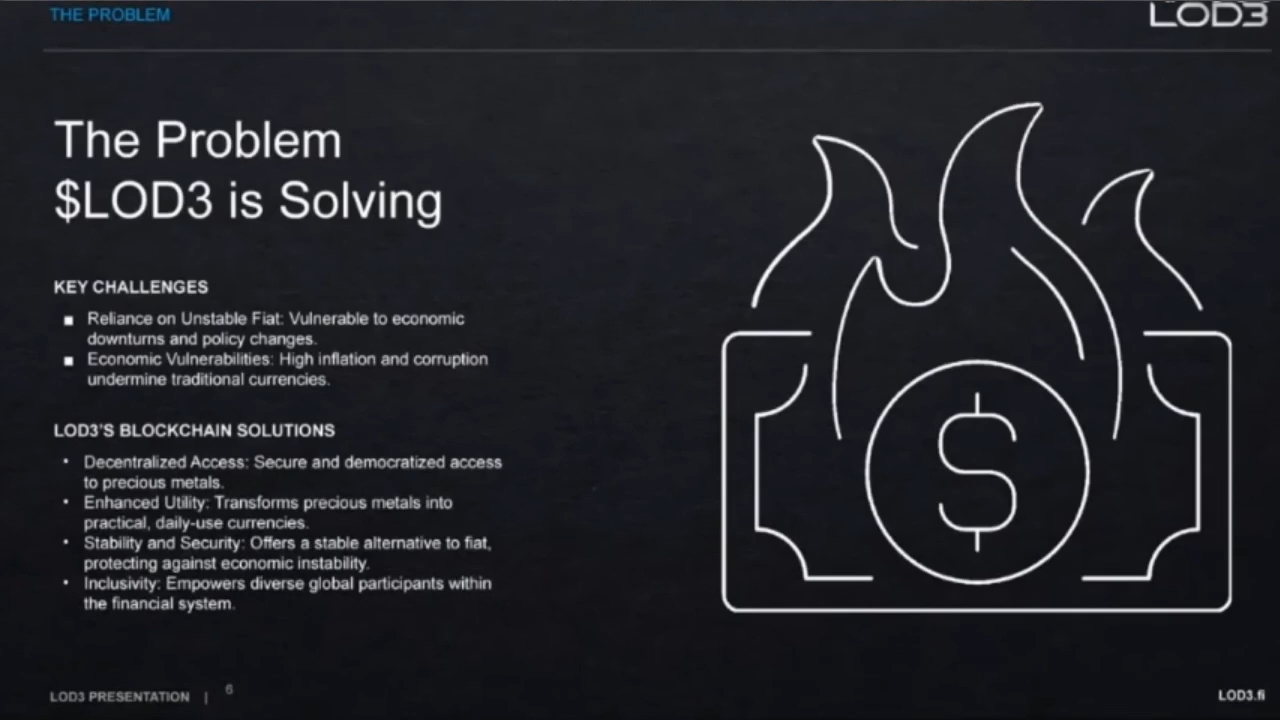 THE PROBLEM
LOD3
The Problem
$LOD3 is Solving
KEY CHALLENGES
▪ Reliance on Unstable Fiat: Vulnerable to economic
downturns and policy changes.
▪ Economic Vulnerabilities: High inflation and corruption
undermine traditional currencies.
LOD3'S BLOCKCHAIN SOLUTIONS
• Decentralized Access: Secure and democratized access
to precious metals.
• Enhanced Utility: Transforms precious metals into
practical, daily-use currencies.
• Stability and Security: Offers a stable alternative to fiat,
protecting against economic instability.
• Inclusivity: Empowers diverse global participants within
the financial system.
$
LOD3 PRESENTATION | 6
LOD3.fi